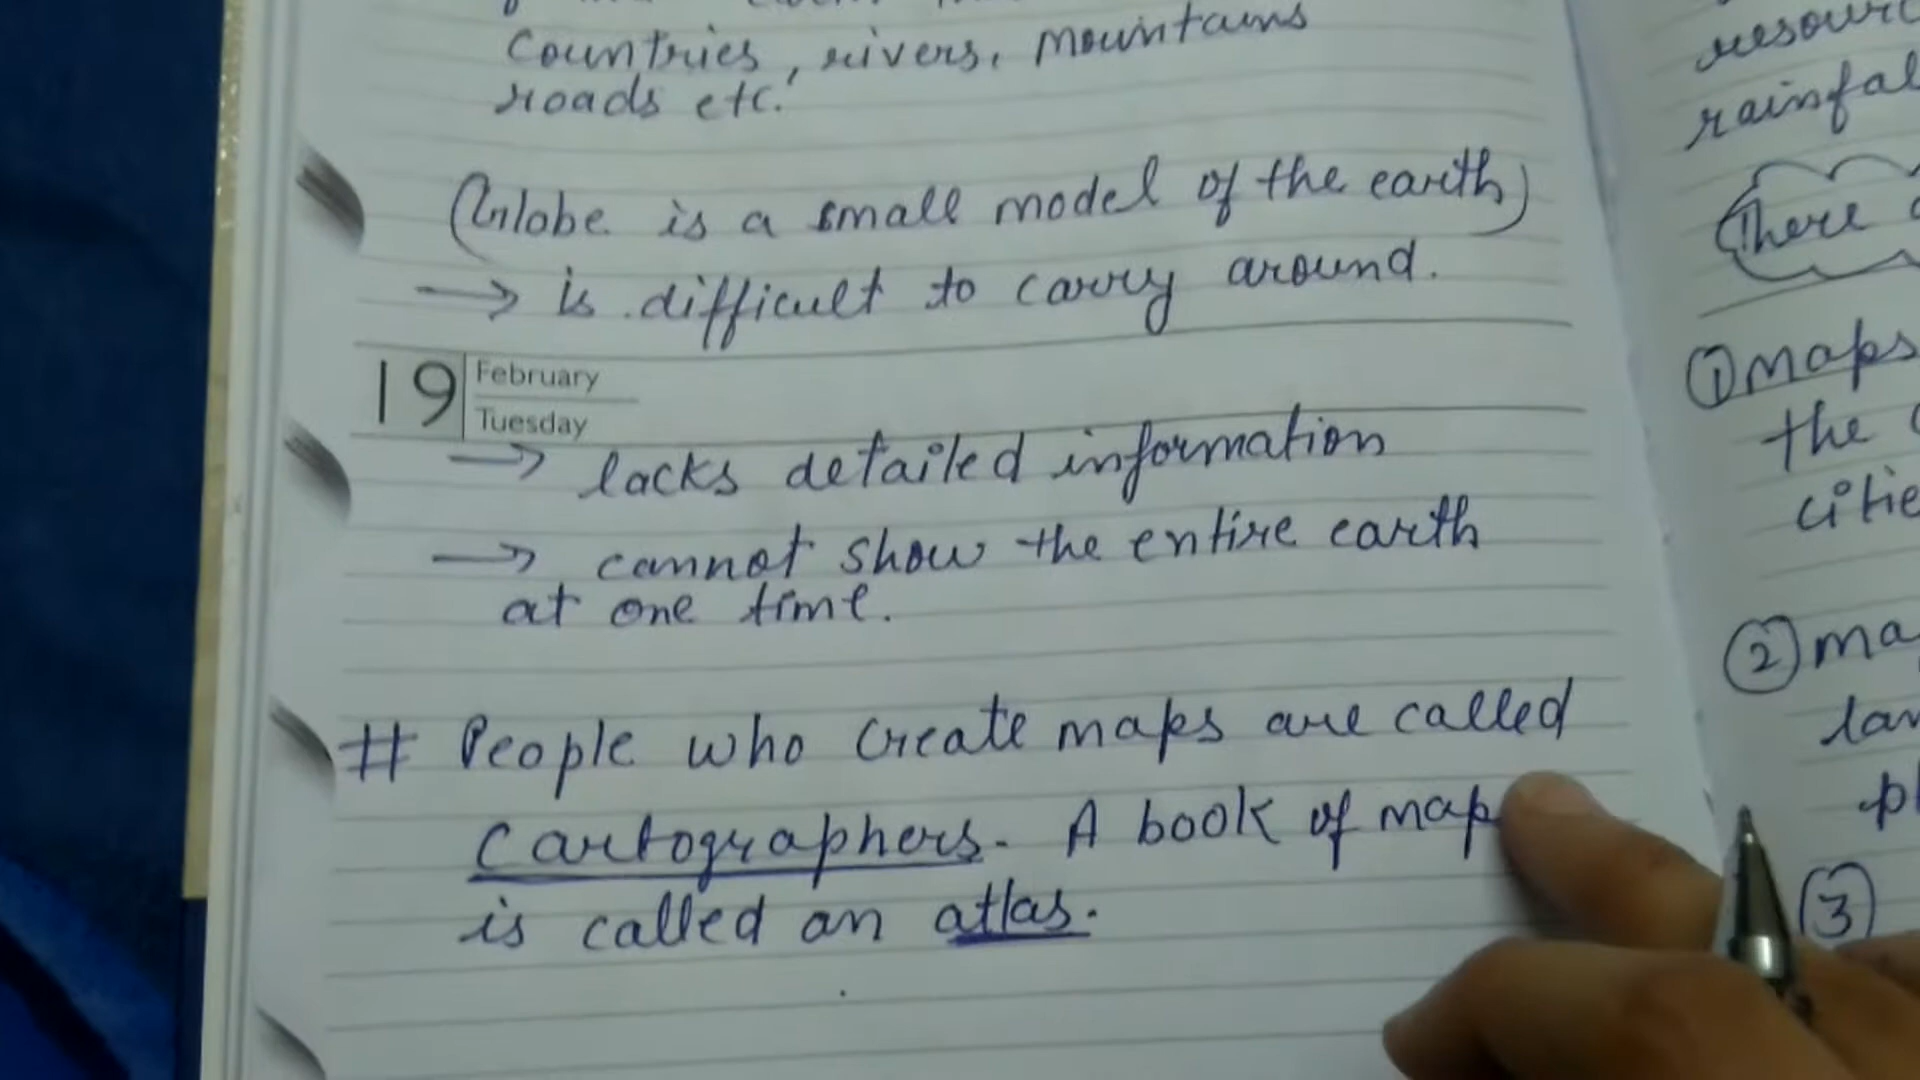 countries, rivers, mountains
roads etc.
(Globe is a small model of the earth)
→ is difficult to carry around.
19 February
Tuesday
→ lacks detailed information
→ cannot show the entire earth
at one time.
# People who create maps are called
Cartographers. A book of map
is called an atlas.
rainfal
There
① maps
the
citie
② ma
lan
pl
③